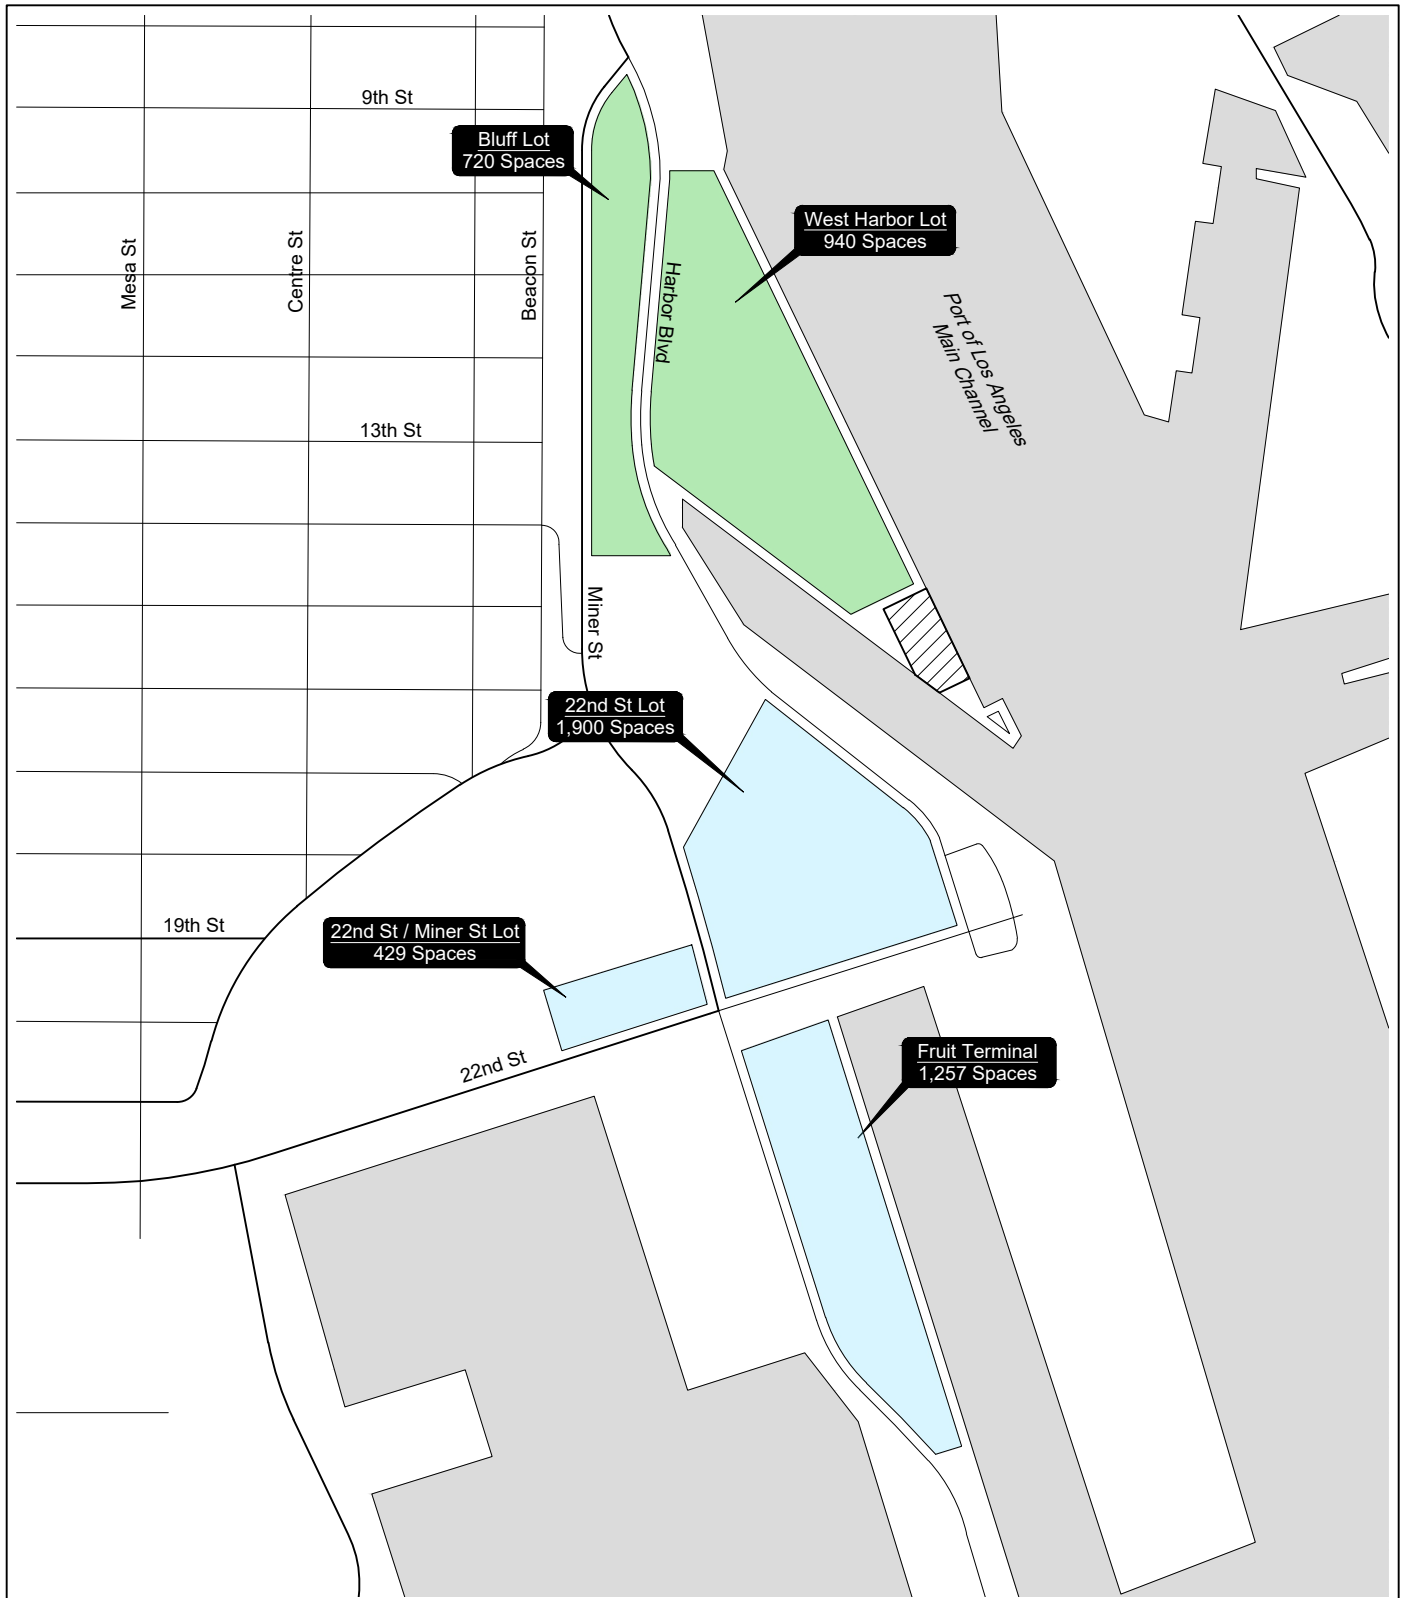 9th St
Bluff Lot
720 Spaces
West Harbor Lot
940 Spaces
Mesa St
Centre St
Beacon St
Harbor Blvd
Port of Los Angeles
Main Channel
13th St
Miner St
22nd St Lot
1,900 Spaces
19th St
22nd St / Miner St Lot
429 Spaces
22nd St
Fruit Terminal
1,257 Spaces